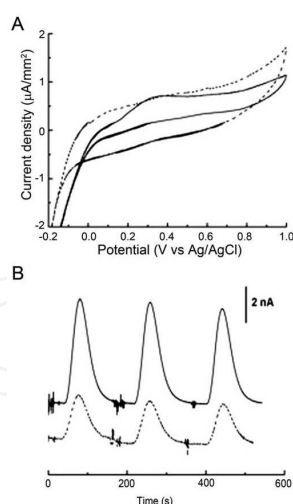 A
Current density (µA/mm²)
2
1
0
-1
-2
-0.2 0.0 0.2 0.4 0.6 0.8 1.0
Potential (V vs Ag/AgCl)
B
2 nA
0 200 400 600
Time (s)